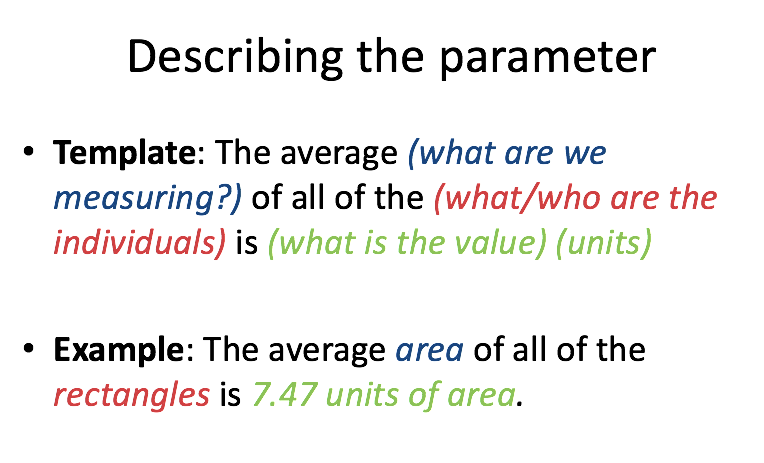 Describing the parameter
• Template: The average (what are we
measuring?) of all of the (what/who are the
individuals) is (what is the value) (units)
• Example: The average area of all of the
rectangles is 7.47 units of area.